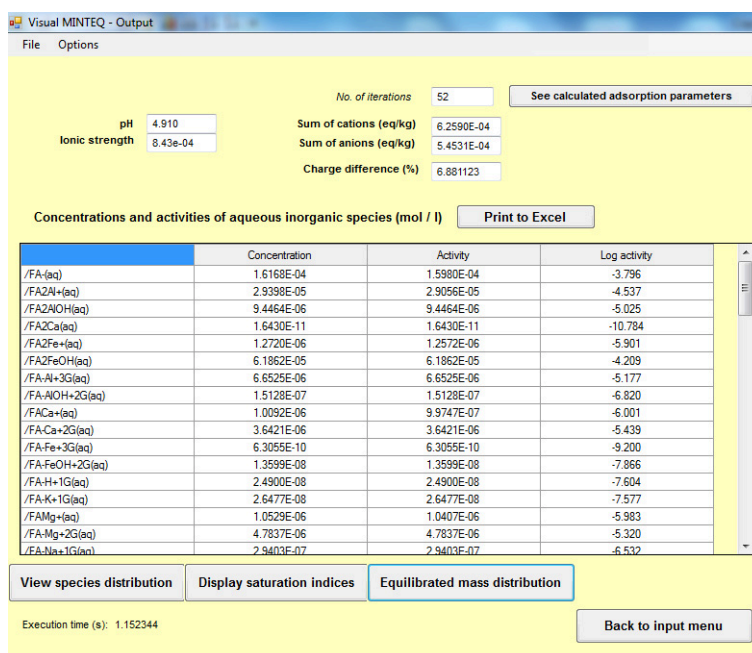 Visual MINTEQ - Output
File Options
No. of iterations 52 See calculated adsorption parameters
pH 4.910 Sum of cations (eq/kg) 6.2590E-04
Ionic strength 8.43e-04 Sum of anions (eq/kg) 5.4531E-04
Charge difference (%) 6.881123
Concentrations and activities of aqueous inorganic species (mol / l) Print to Excel
Concentration Activity Log activity
/FA-(aq) 1.6168E-04 1.5980E-04 -3.796
/FA2Al+(aq) 2.9398E-05 2.9056E-05 -4.537
/FA2AlOH(aq) 9.4464E-06 9.4464E-06 -5.025
/FA2Ca(aq) 1.6430E-11 1.6430E-11 -10.784
/FA2Fe+(aq) 1.2720E-06 1.2572E-06 -5.901
/FA2FeOH(aq) 6.1862E-05 6.1862E-05 -4.209
/FA-Al+3G(aq) 6.6525E-06 6.6525E-06 -5.177
/FA-AlOH+2G(aq) 1.5128E-07 1.5128E-07 -6.820
/FACa+(aq) 1.0092E-06 9.9747E-07 -6.001
/FA-Ca+2G(aq) 3.6421E-06 3.6421E-06 -5.439
/FA-Fe+3G(aq) 6.3055E-10 6.3055E-10 -9.200
/FA-FeOH+2G(aq) 1.3599E-08 1.3599E-08 -7.866
/FA-H+1G(aq) 2.4900E-08 2.4900E-08 -7.604
/FA-K+1G(aq) 2.6477E-08 2.6477E-08 -7.577
/FAMg+(aq) 1.0529E-06 1.0407E-06 -5.983
/FA-Mg+2G(aq) 4.7837E-06 4.7837E-06 -5.320
/FA-Na+1G(aq) 2.9403E-07 2.9403E-07 -6.532
View species distribution Display saturation indices Equilibrated mass distribution
Execution time (s): 1.152344 Back to input menu